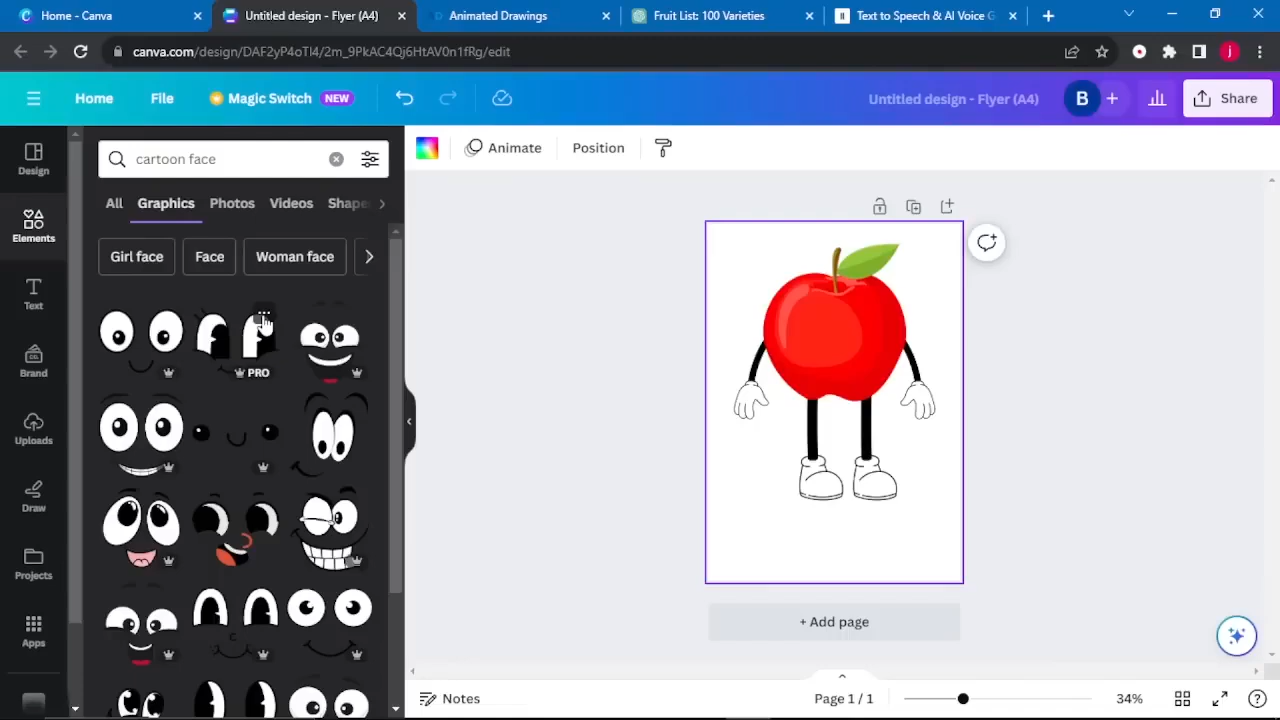 Home - Canva
Untitled design - Flyer (A4)
Animated Drawings
Fruit List: 100 Varieties
Text to Speech & AI Voice G
canva.com/design/DAF2yP4oTl4/2m_9PkAC4Qj6HtAV0n1fRg/edit
j
Home
File
Magic Switch
NEW
Untitled design - Flyer (A4)
B
Share
Design
Elements
Text
Brand
Uploads
Draw
Projects
Apps
cartoon face
All
Graphics
Photos
Videos
Shape
Girl face
Face
Woman face
PRO
Animate
Position
+ Add page
Notes
Page 1 / 1
34%